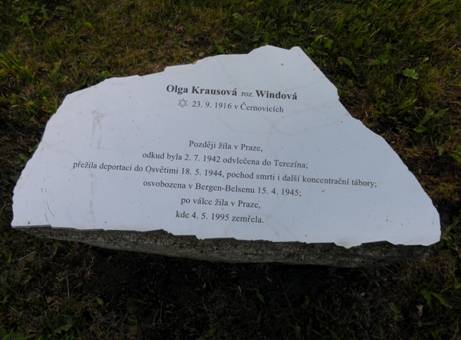 Olga Krausová roz. Windová
✡ 23. 9. 1916 v Černovicích
Později žila v Praze,
odkud byla 2. 7. 1942 odvlečena do Terezína;
přežila deportaci do Osvětimi 18. 5. 1944, pochod smrti i další koncentrační tábory;
osvobozena v Bergen-Belsenu 15. 4. 1945;
po válce žila v Praze,
kde 4. 5. 1995 zemřela.